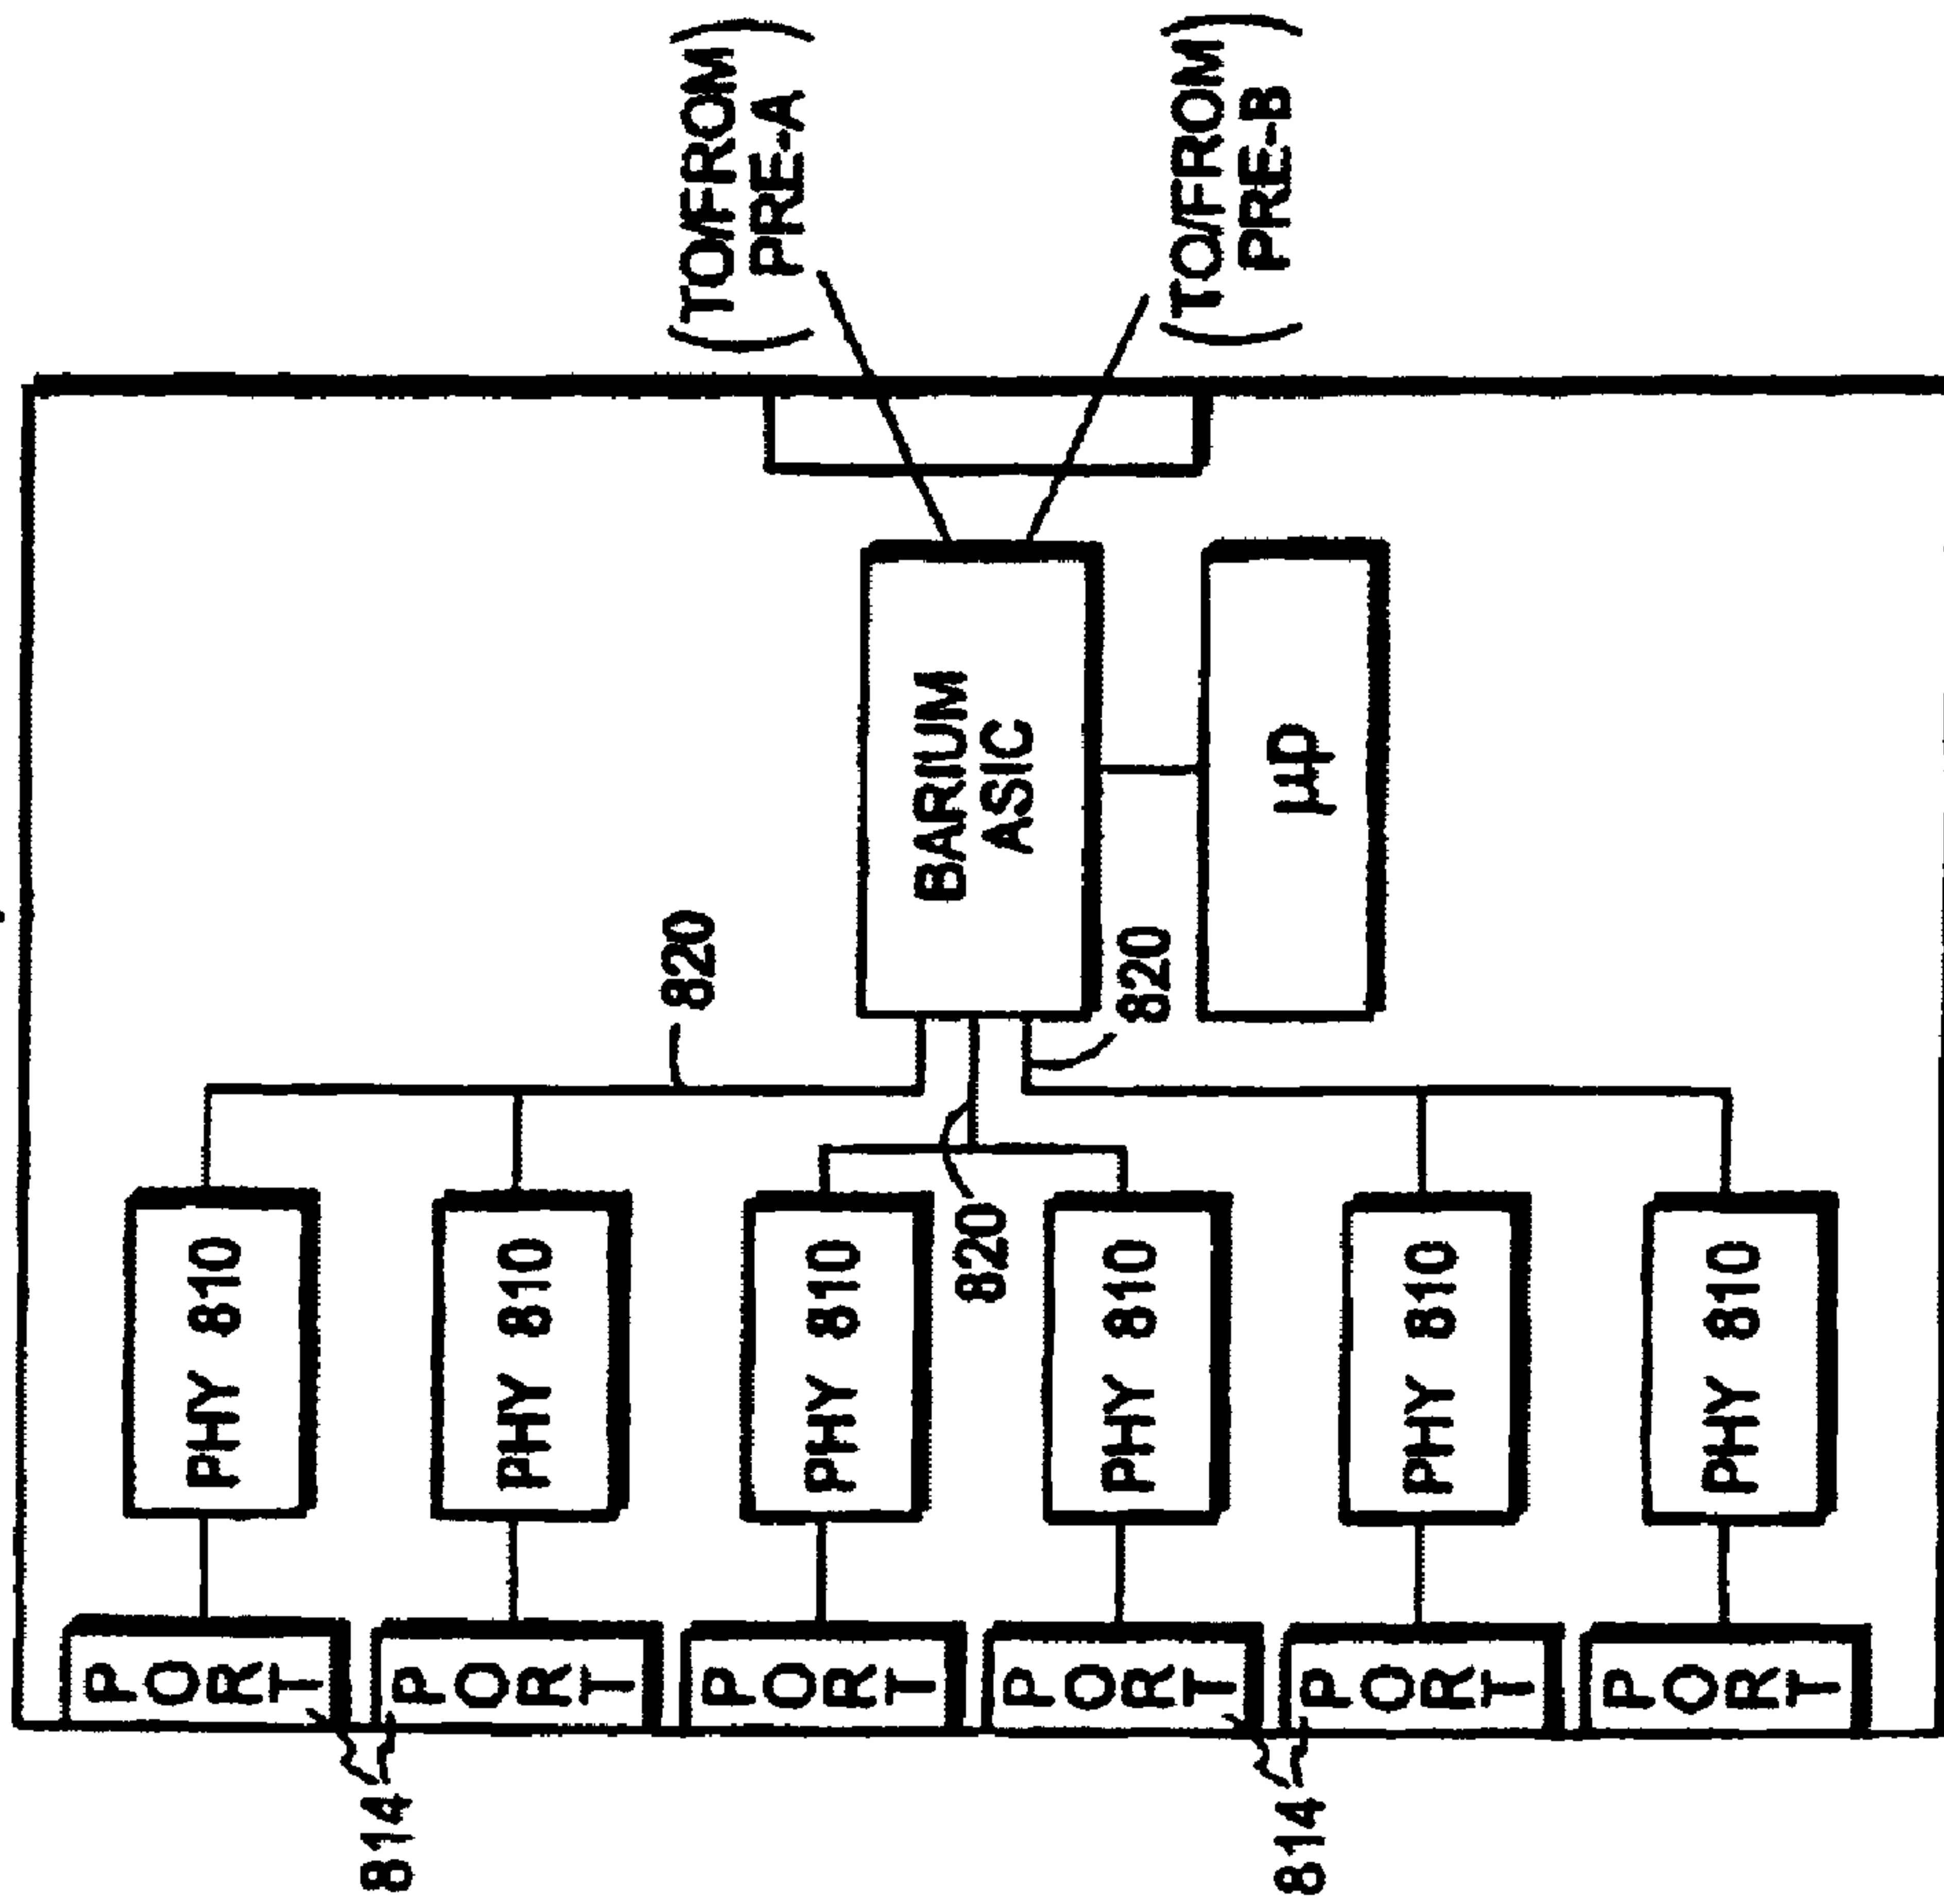 (TO/FROM)
(PRE-A)
(TO/FROM)
(PRE-B)
BARIUM
ASIC
µp
820
820
820
PHY 810
PHY 810
PHY 810
PHY 810
PHY 810
PHY 810
PORT
PORT
PORT
PORT
PORT
PORT
814
814